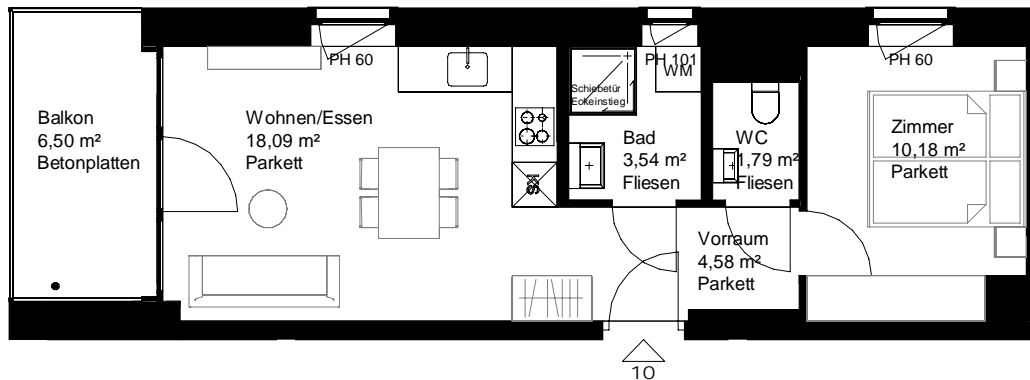 PH 60
PH 101
PH 60
WM
Schiebetür
Eckeinstieg
Balkon
6,50 m²
Betonplatten
Wohnen/Essen
18,09 m²
Parkett
Bad
3,54 m²
Fliesen
WC
1,79 m²
Fliesen
Zimmer
10,18 m²
Parkett
KS
Vorraum
4,58 m²
Parkett
10